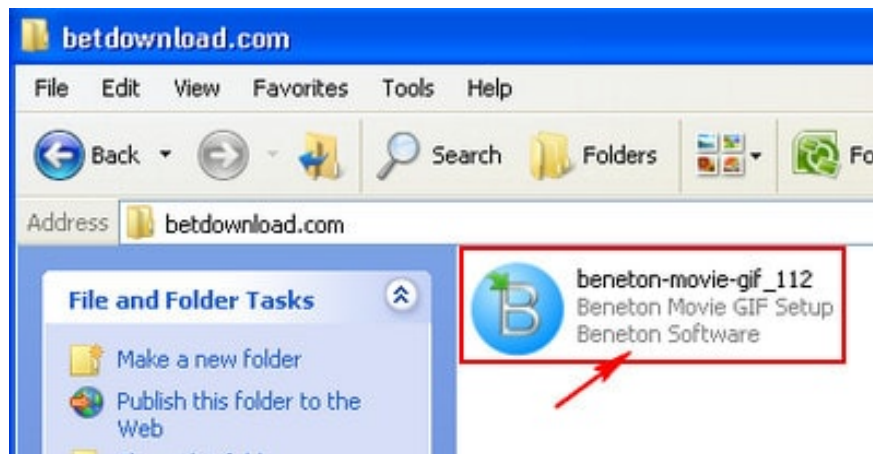 betdownload.com
File Edit View Favorites Tools Help
Back Search Folders Fo
Address betdownload.com
File and Folder Tasks
Make a new folder
Publish this folder to the
Web
B
beneton-movie-gif_112
Beneton Movie GIF Setup
Beneton Software